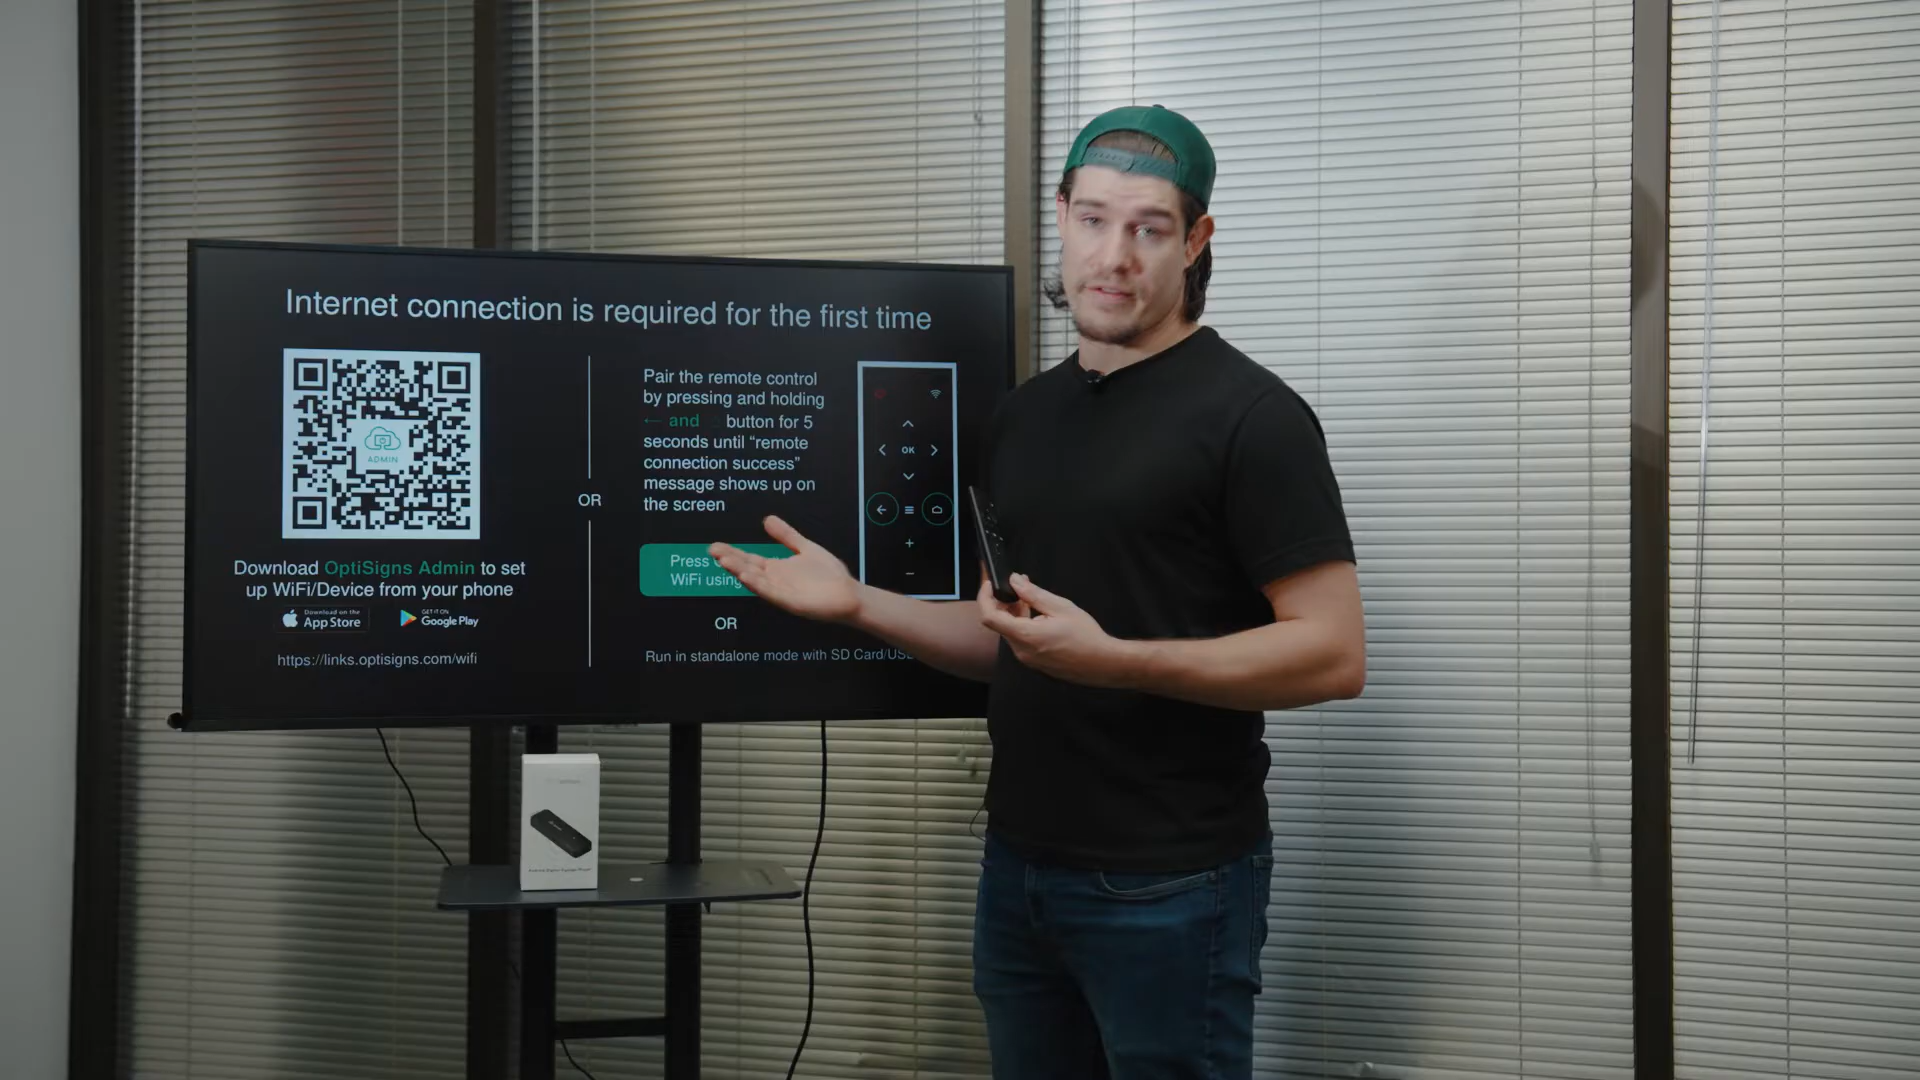 Internet connection is required for the first time
ADMIN
Download OptiSigns Admin to set
up WiFi/Device from your phone
Download on the
App Store
GET IT ON
Google Play
https://links.optisigns.com/wifi
OR
Pair the remote control
by pressing and holding
← and button for 5
seconds until “remote
connection success”
message shows up on
the screen
OK
Press
WiFi using
OR
Run in standalone mode with SD Card/US